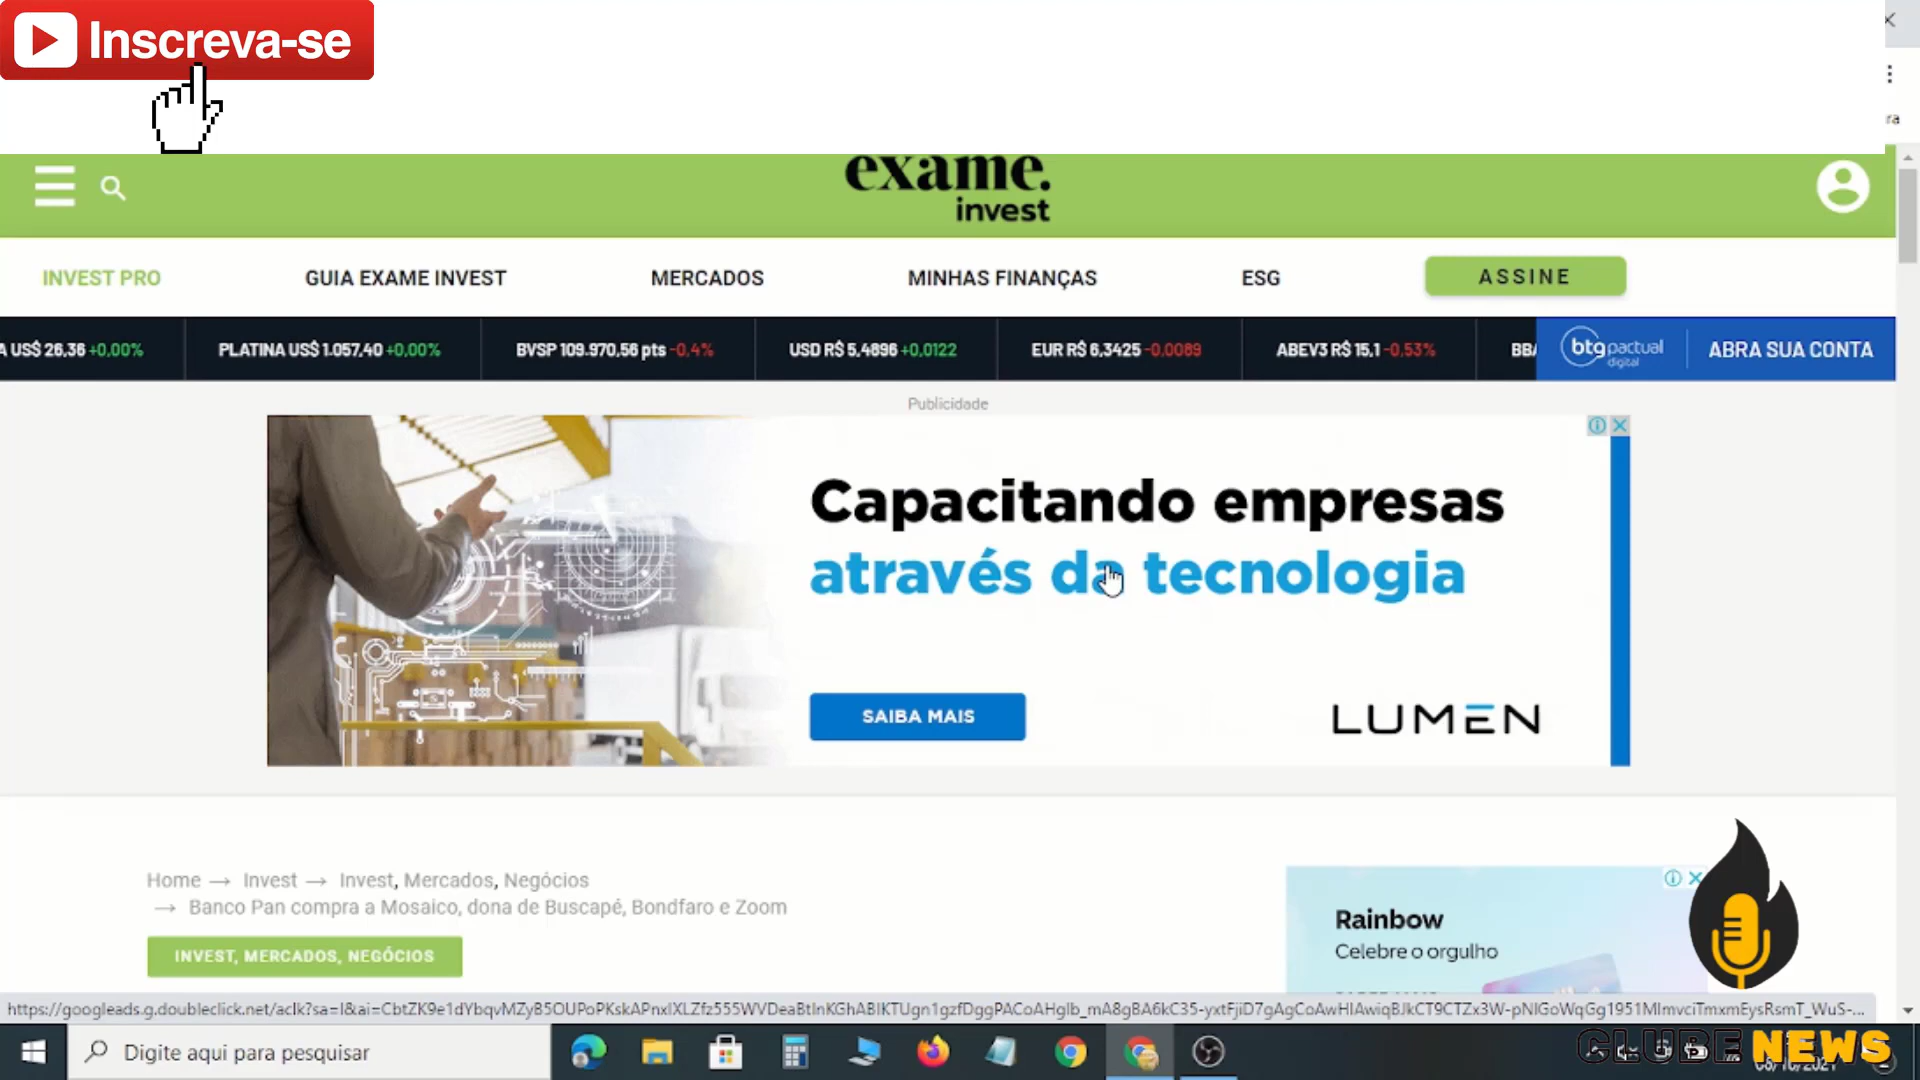 Inscreva-se
ra
exame.
invest
INVEST PRO
GUIA EXAME INVEST
MERCADOS
MINHAS FINANÇAS
ESG
ASSINE
A US$ 26,36 +0,00%
PLATINA US$ 1.057,40 +0,00%
BVSP 109.970,56 pts -0,4%
USD R$ 5,4896 +0,0122
EUR R$ 6,3425 -0,0089
ABEV3 R$ 15,1 -0,53%
BBA
btg pactual
digital
ABRA SUA CONTA
Publicidade
Capacitando empresas
através da tecnologia
SAIBA MAIS
LUMEN
Home → Invest → Invest, Mercados, Negócios
→ Banco Pan compra a Mosaico, dona de Buscapé, Bondfaro e Zoom
INVEST, MERCADOS, NEGÓCIOS
Rainbow
Celebre o orgulho
Digite aqui para pesquisar
CLUBE NEWS